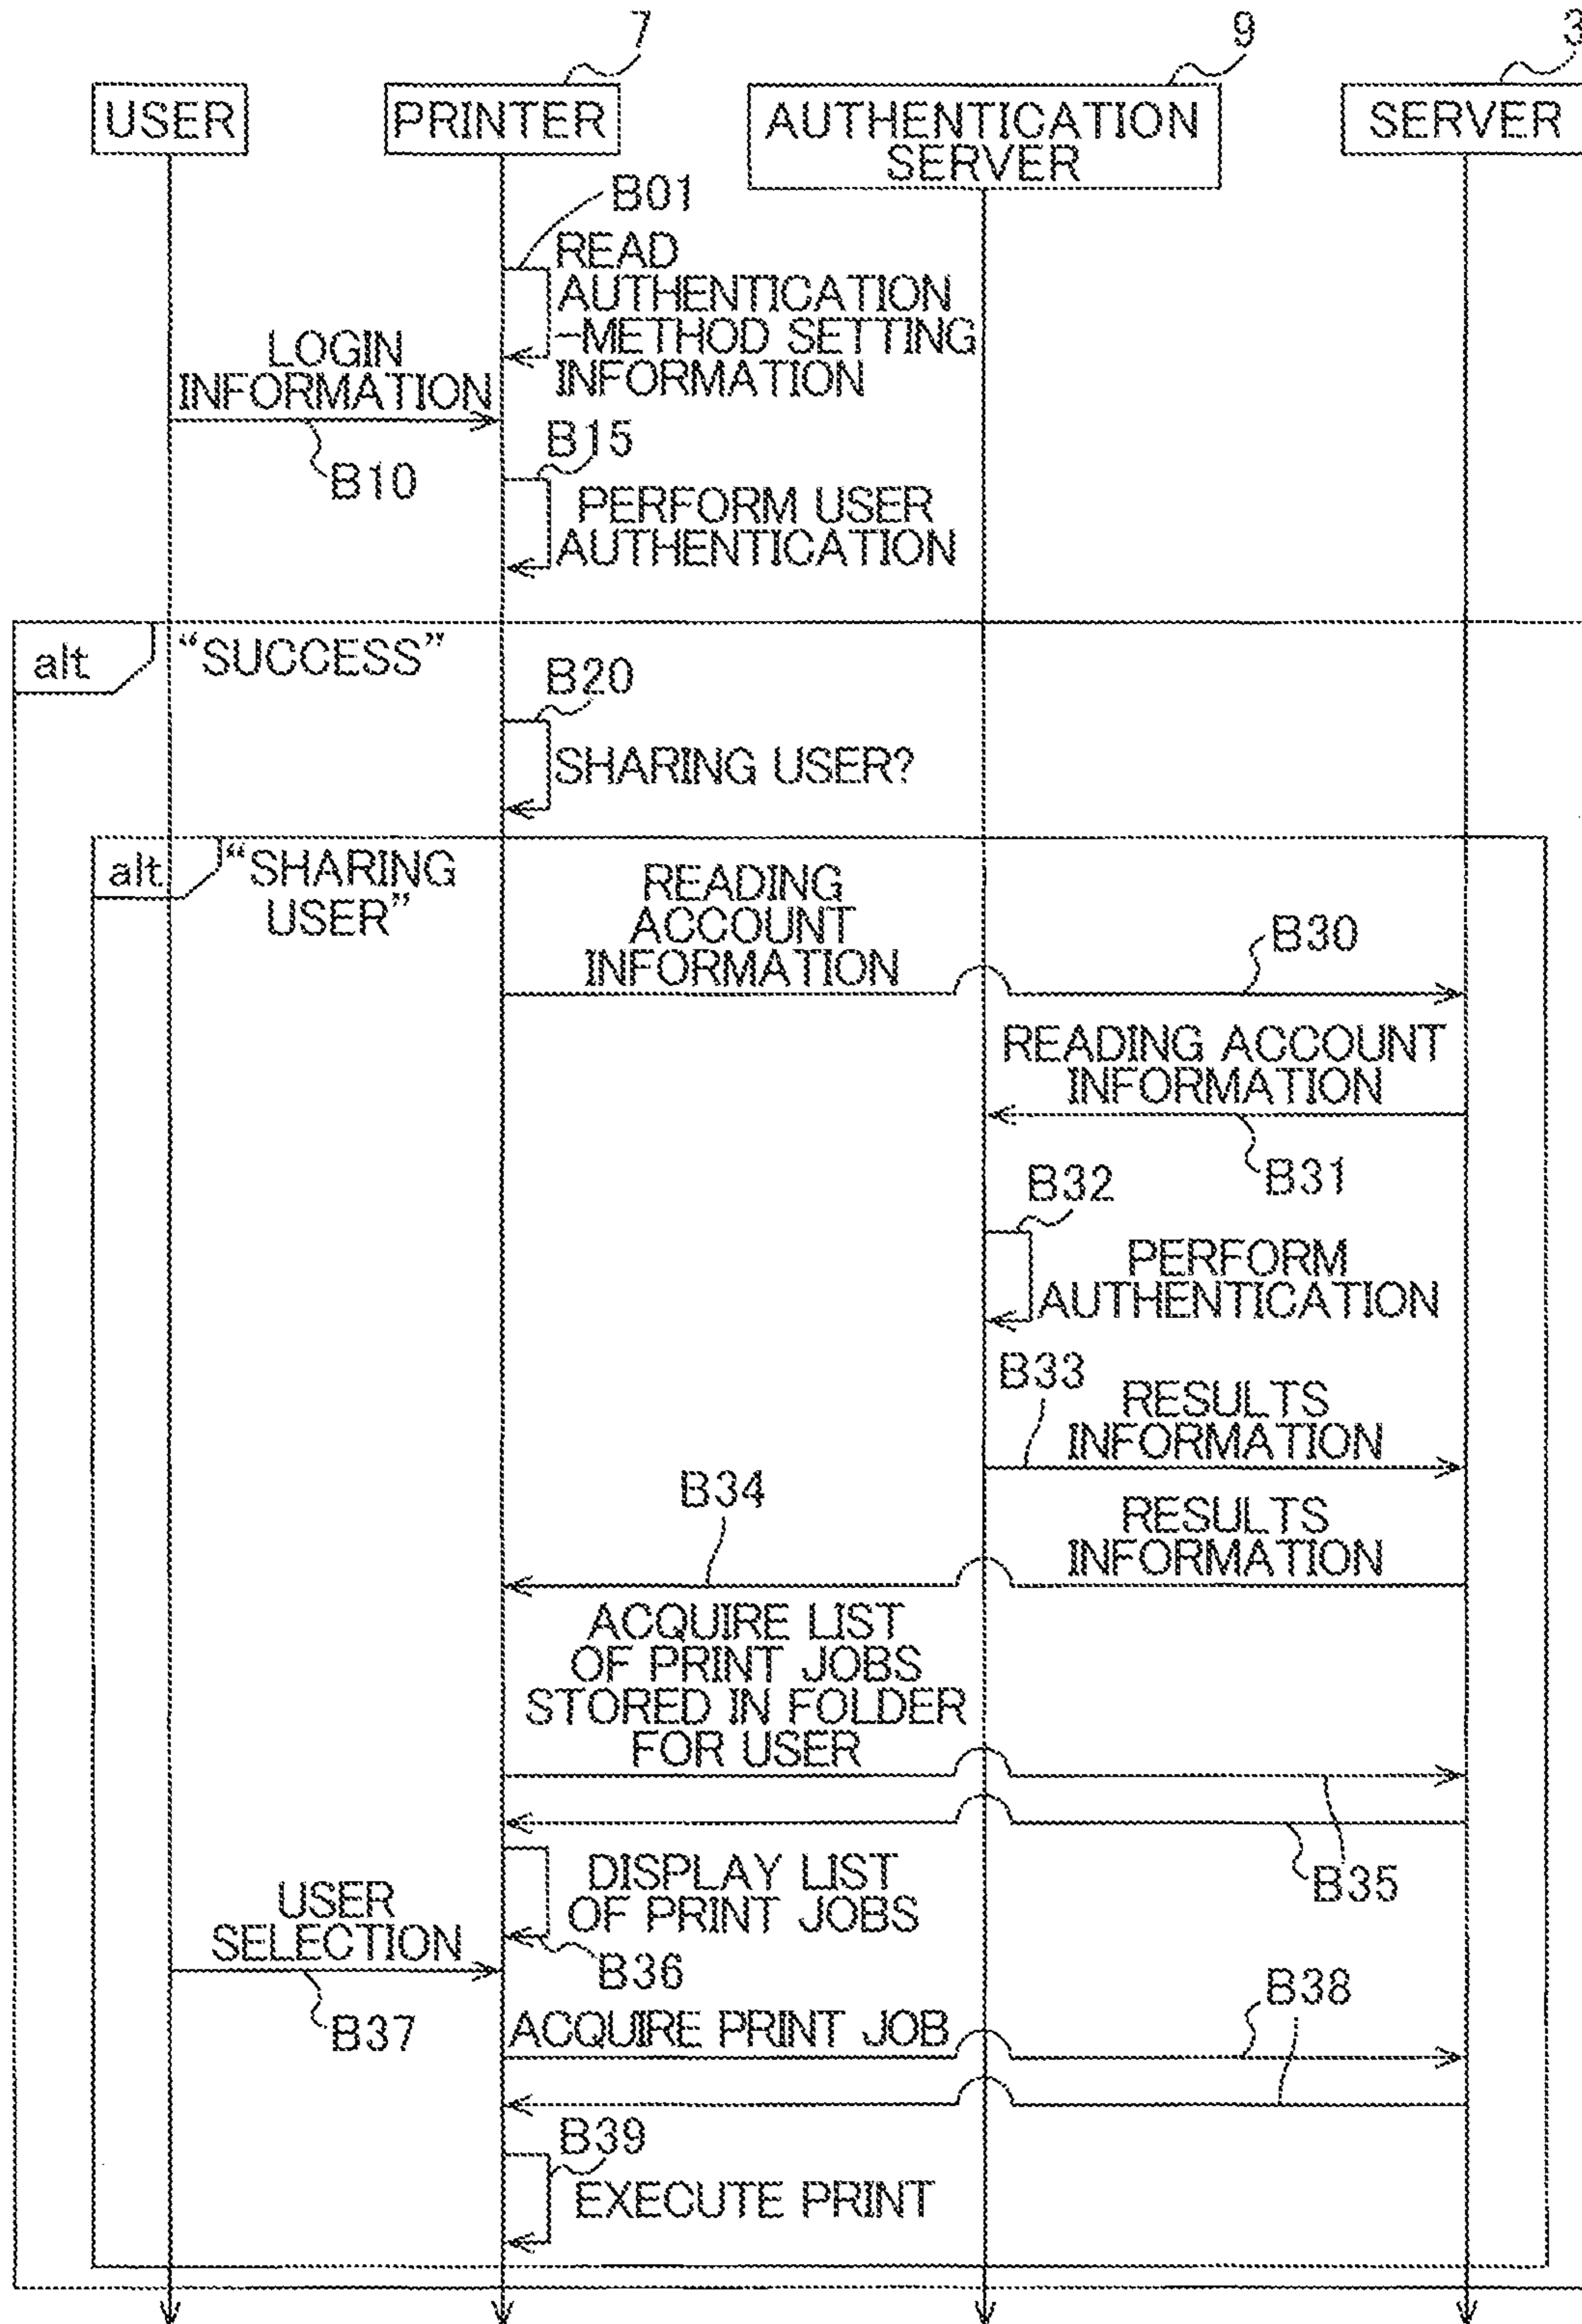 7
9
3
USER
PRINTER
AUTHENTICATION
SERVER
SERVER
B01
READ
AUTHENTICATION
-METHOD SETTING
INFORMATION
LOGIN
INFORMATION
B10
B15
PERFORM USER
AUTHENTICATION
alt
“SUCCESS”
B20
SHARING USER?
alt
“SHARING
USER”
READING
ACCOUNT
INFORMATION
B30
READING ACCOUNT
INFORMATION
B31
B32
PERFORM
AUTHENTICATION
B33
RESULTS
INFORMATION
B34
RESULTS
INFORMATION
ACQUIRE LIST
OF PRINT JOBS
STORED IN FOLDER
FOR USER
B35
DISPLAY LIST
OF PRINT JOBS
B36
USER
SELECTION
B37
B38
ACQUIRE PRINT JOB
B39
EXECUTE PRINT